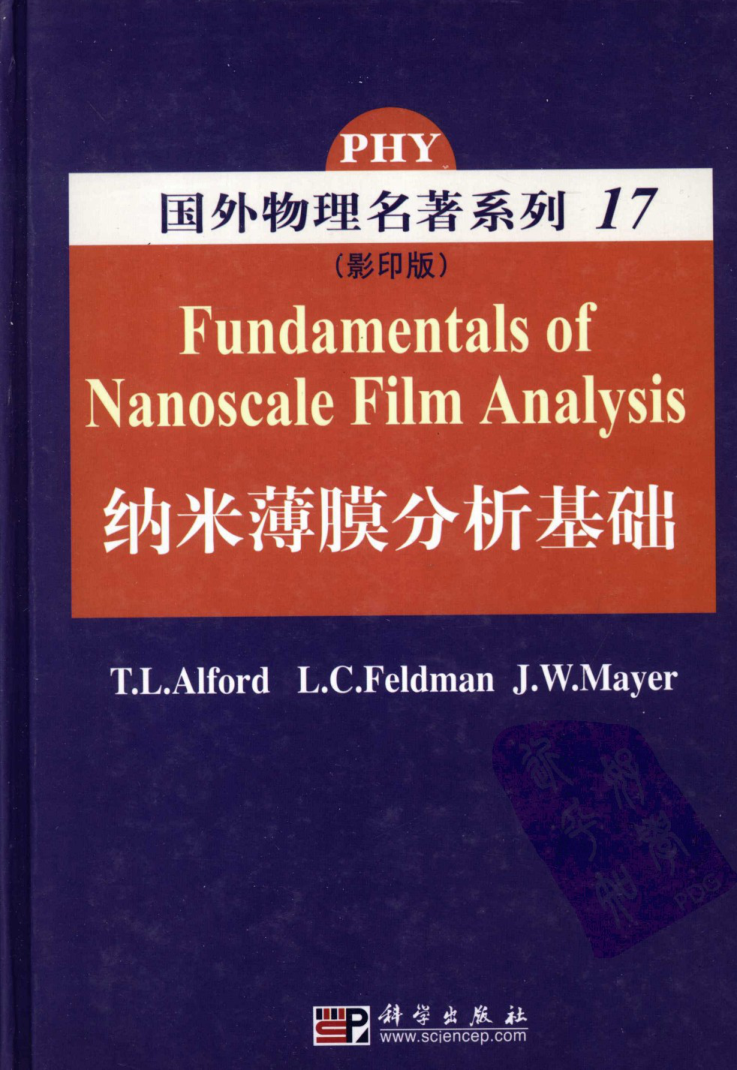 PHY
国外物理名著系列 17
(影印版)
Fundamentals of
Nanoscale Film Analysis
纳米薄膜分析基础
T.L.Alford L.C.Feldman J.W.Mayer
PDG
科学出版社
www.sciencep.com